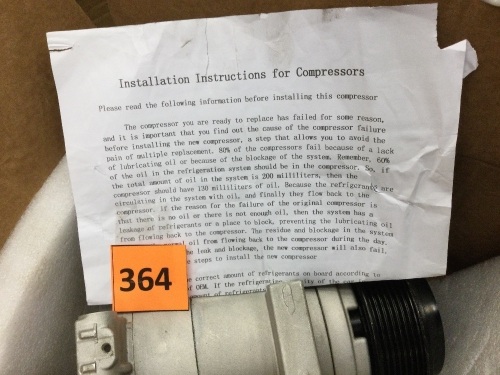 Installation Instructions for Compressors
Please read the following information before installing this compressor
The compressor you are ready to replace has failed for some reason,
and it is important that you find out the cause of the compressor failure
before installing the new compressor, a step that allows you to avoid the
pain of multiple replacement. 80% of the compressors fail because of a lack
of lubricating oil or because of the blockage of the system. Remember, 60%
of the oil in the refrigeration system should be in the compressor. So, if
the total amount of oil in the system is 200 milliliters, then the
compressor should have 130 milliliters of oil. Because the refrigerants are
circulating in the system with oil, and finally they flow back to the
compressor. if the reason for the failure of the original compressor is
that there is no oil or there is not enough oil, then the system has a
leakage of refrigerants or a place to block, preventing the lubricating oil
from flowing back to the compressor. The residue and blockage in the system
oil from flowing back to the compressor during the day.
the leak and blockage, the new compressor will also fail.
steps to install the new compressor
364
correct amount of refrigerants on board according to
of OEM. If the refrigeration
amount of refrigerants